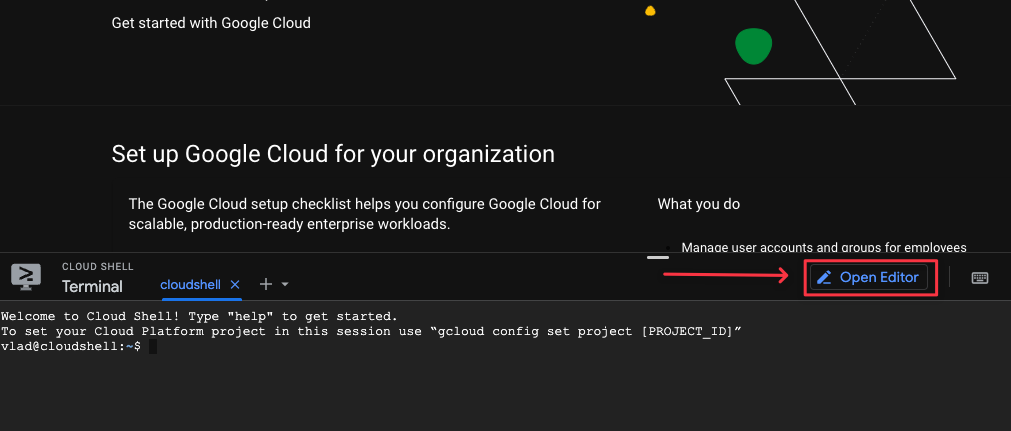 Get started with Google Cloud
Set up Google Cloud for your organization
The Google Cloud setup checklist helps you configure Google Cloud for
scalable, production-ready enterprise workloads.
What you do
Manage user accounts and groups for employees
CLOUD SHELL
Terminal
cloudshell
Open Editor
Welcome to Cloud Shell! Type "help" to get started.
To set your Cloud Platform project in this session use “gcloud config set project [PROJECT_ID]”
vlad@cloudshell:~$